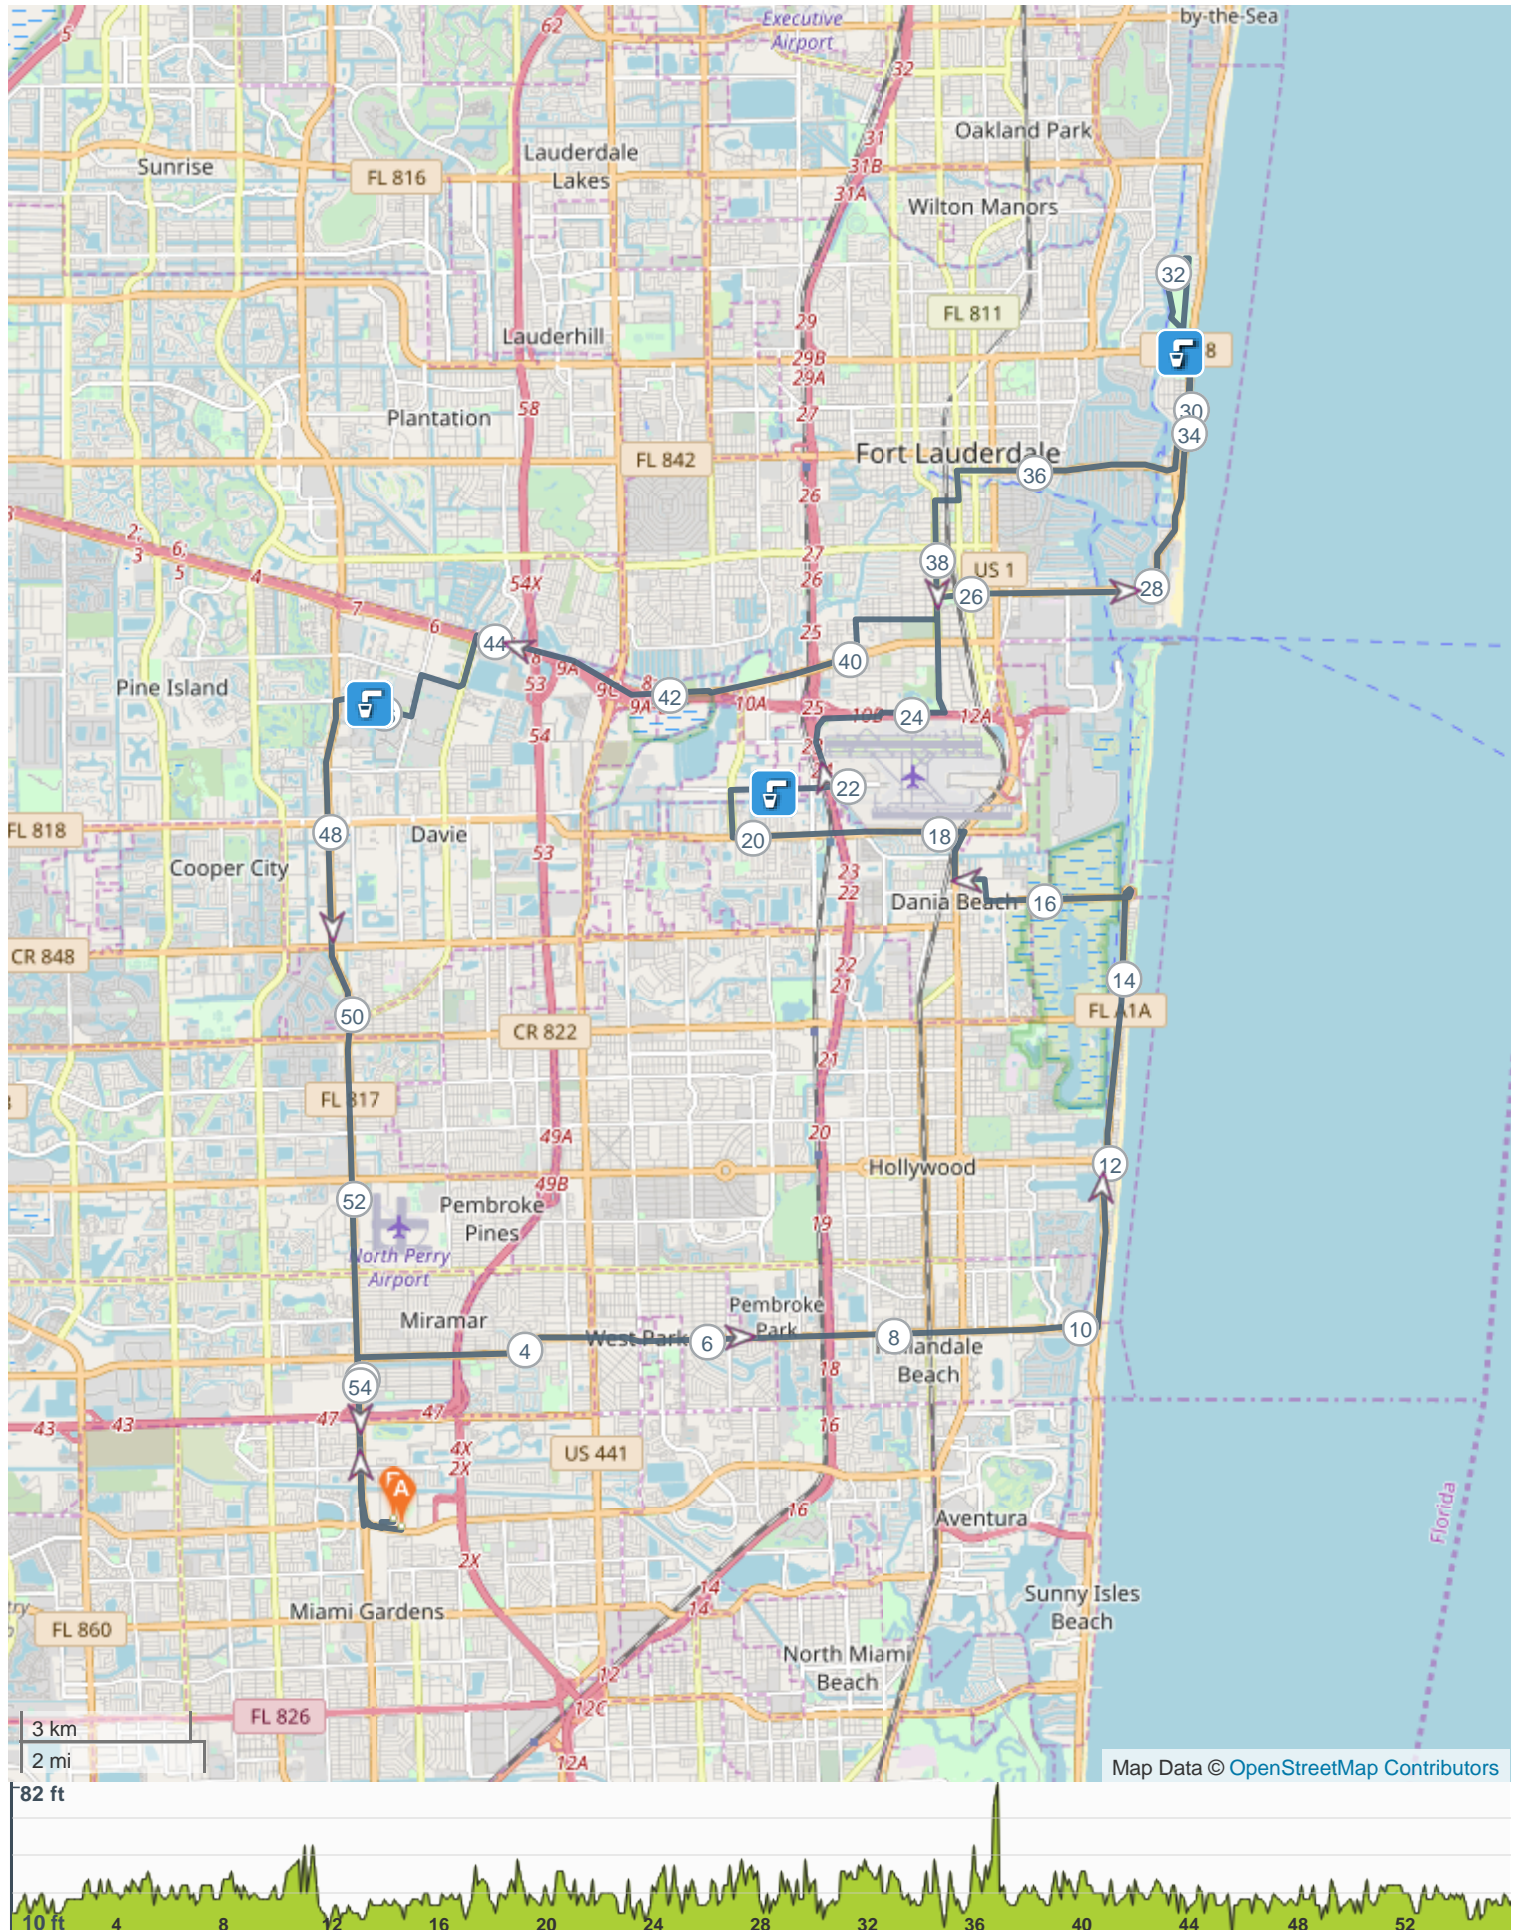 by-the-Sea
Executive
Airport
5
62
32
Oakland Park
31
31B
31A
Sunrise
FL 816
Lauderdale
Lakes
Wilton Manors
32
FL 811
29
29B
29A
27
Lauderhill
8
58
Plantation
30
34
FL 842
Fort Lauderdale
36
26
2;
3
6;
5
4
7
6
54X
27
26
38
US 1
26
28
25
44
8
9A
9C
8
9A
53
42
10A
40
25
10B
24
12A
Pine Island
54
22
FL 818
48
Davie
53
20
18
Cooper City
23
22
Dania Beach
16
CR 848
22
21
14
50
CR 822
FL A1A
21
FL 817
49A
20
Hollywood
12
49B
52
Pembroke
Pines
19
North Perry
Airport
Miramar
Pembroke
Park
West Park
4
6
8
10
Hallandale
Beach
18
54
43
43
47
47
16
4X
2X
US 441
A
16
Aventura
Florida
2X
14
14
Sunny Isles
Beach
Miami Gardens
FL 860
North Miami
Beach
12
12C
FL 826
3 km
2 mi
12A
Map Data © OpenStreetMap Contributors
82 ft
10 ft 4 8 12 16 20 24 28 32 36 40 44 48 52